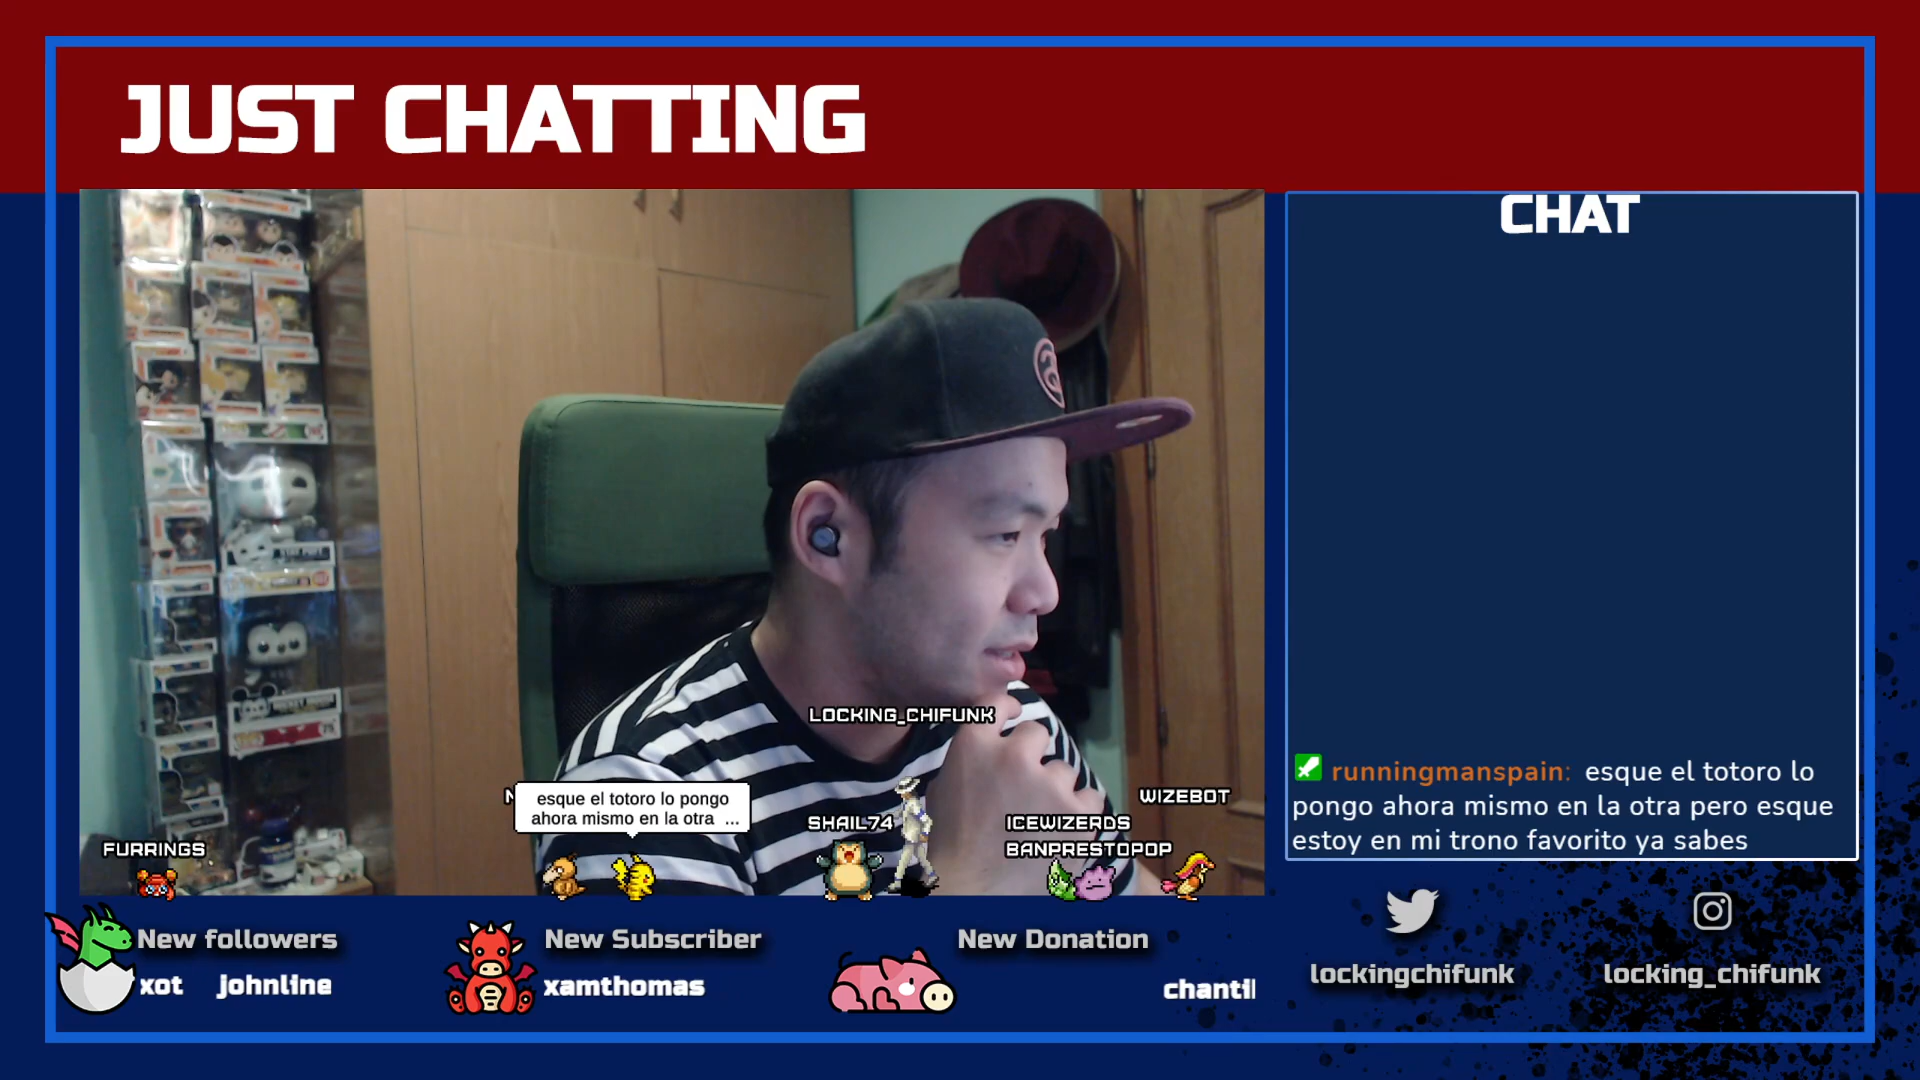 JUST CHATTING
CHAT
runningmanspain: esque el totoro lo
pongo ahora mismo en la otra pero esque
estoy en mi trono favorito ya sabes
LOCKING_CHIFUNK
esque el totoro lo pongo
ahora mismo en la otra ...
WIZEBOT
SHAIL74
ICEWIZERDS
BANPRESTOPOP
FURRINGS
New followers
xot johnline
New Subscriber
xamthomas
New Donation
chantil
lockingchifunk
locking_chifunk